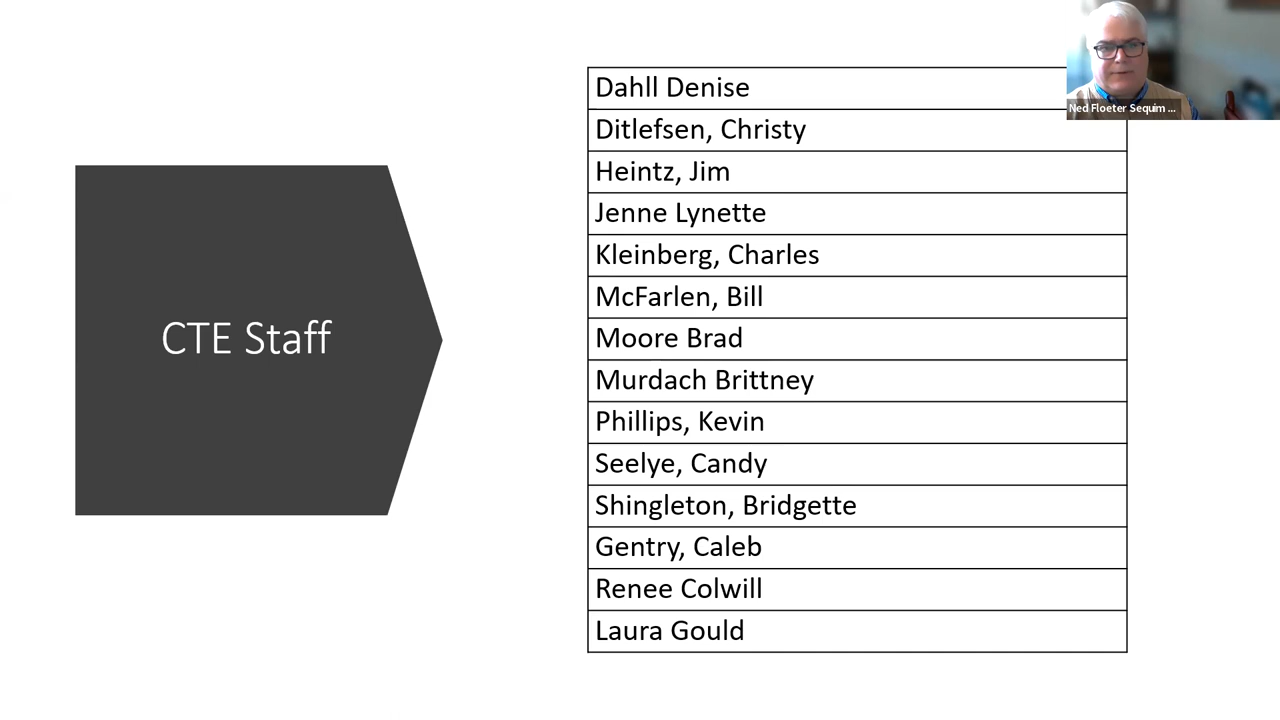 CTE Staff
Dahll Denise
Ditlefsen, Christy
Heintz, Jim
Jenne Lynette
Kleinberg, Charles
McFarlen, Bill
Moore Brad
Murdach Brittney
Phillips, Kevin
Seelye, Candy
Shingleton, Bridgette
Gentry, Caleb
Renee Colwill
Laura Gould
Ned Floeter Sequim ...